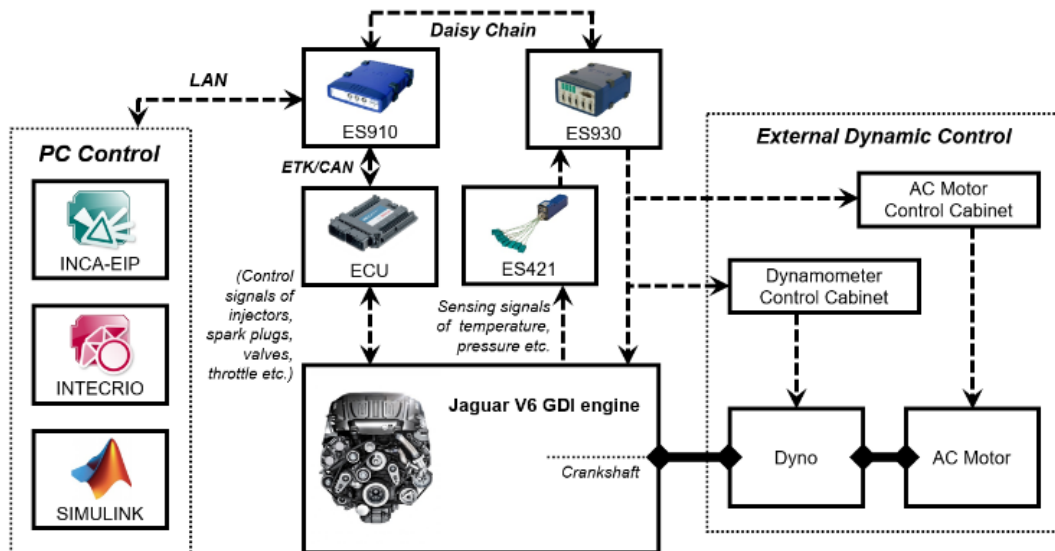 Daisy Chain
LAN
ES910
ES930
PC Control
External Dynamic Control
ETK/CAN
AC Motor
Control Cabinet
INCA-EIP
ECU
ES421
Dynamometer
Control Cabinet
(Control
signals of
injectors,
spark plugs,
valves,
throttle etc.)
Sensing signals
of temperature,
pressure etc.
INTECRIO
Jaguar V6 GDI engine
Crankshaft
Dyno
AC Motor
SIMULINK